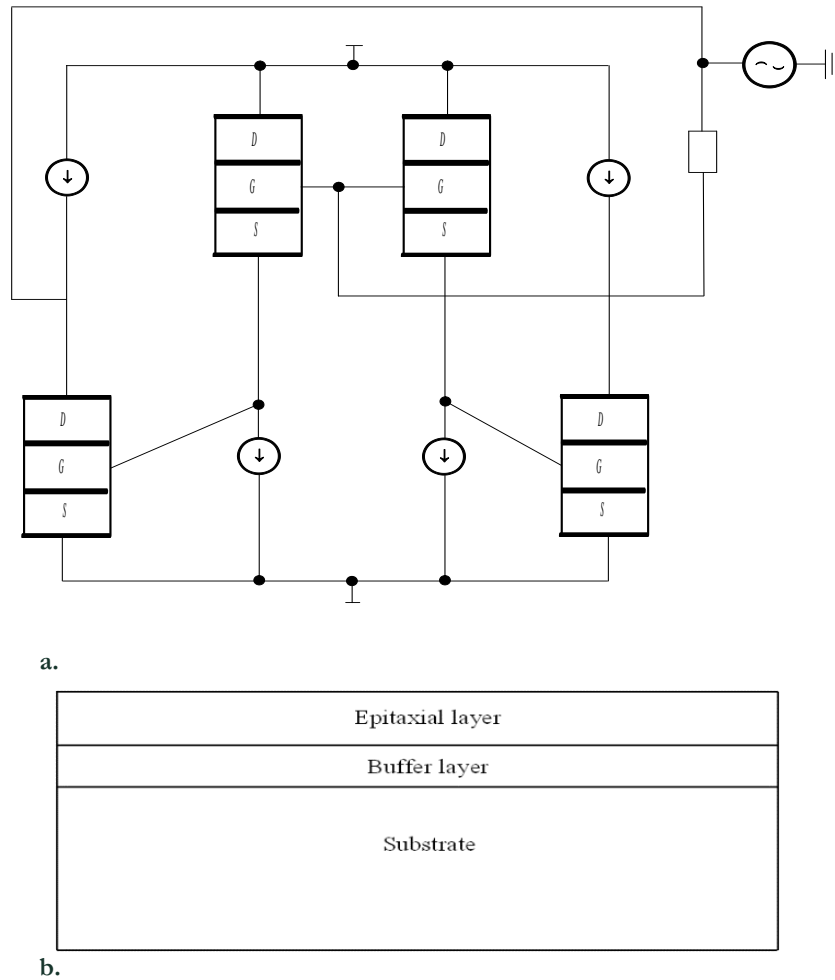 D D
G G
S S
D D
G G
S S
a.
Epitaxial layer
Buffer layer
Substrate
b.